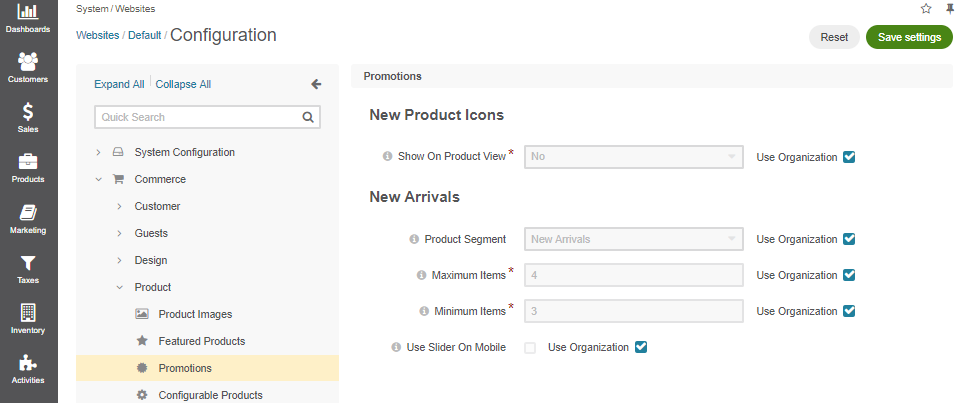 System / Websites
Websites / Default / Configuration
Reset
Save settings
Dashboards
Customers
Sales
Products
Marketing
Taxes
Inventory
Activities
Expand All
Collapse All
Quick Search
System Configuration
Commerce
Customer
Guests
Design
Product
Product Images
Featured Products
Promotions
Configurable Products
Promotions
New Product Icons
Show On Product View * No Use Organization
New Arrivals
Product Segment New Arrivals Use Organization
Maximum Items * 4 Use Organization
Minimum Items * 3 Use Organization
Use Slider On Mobile Use Organization